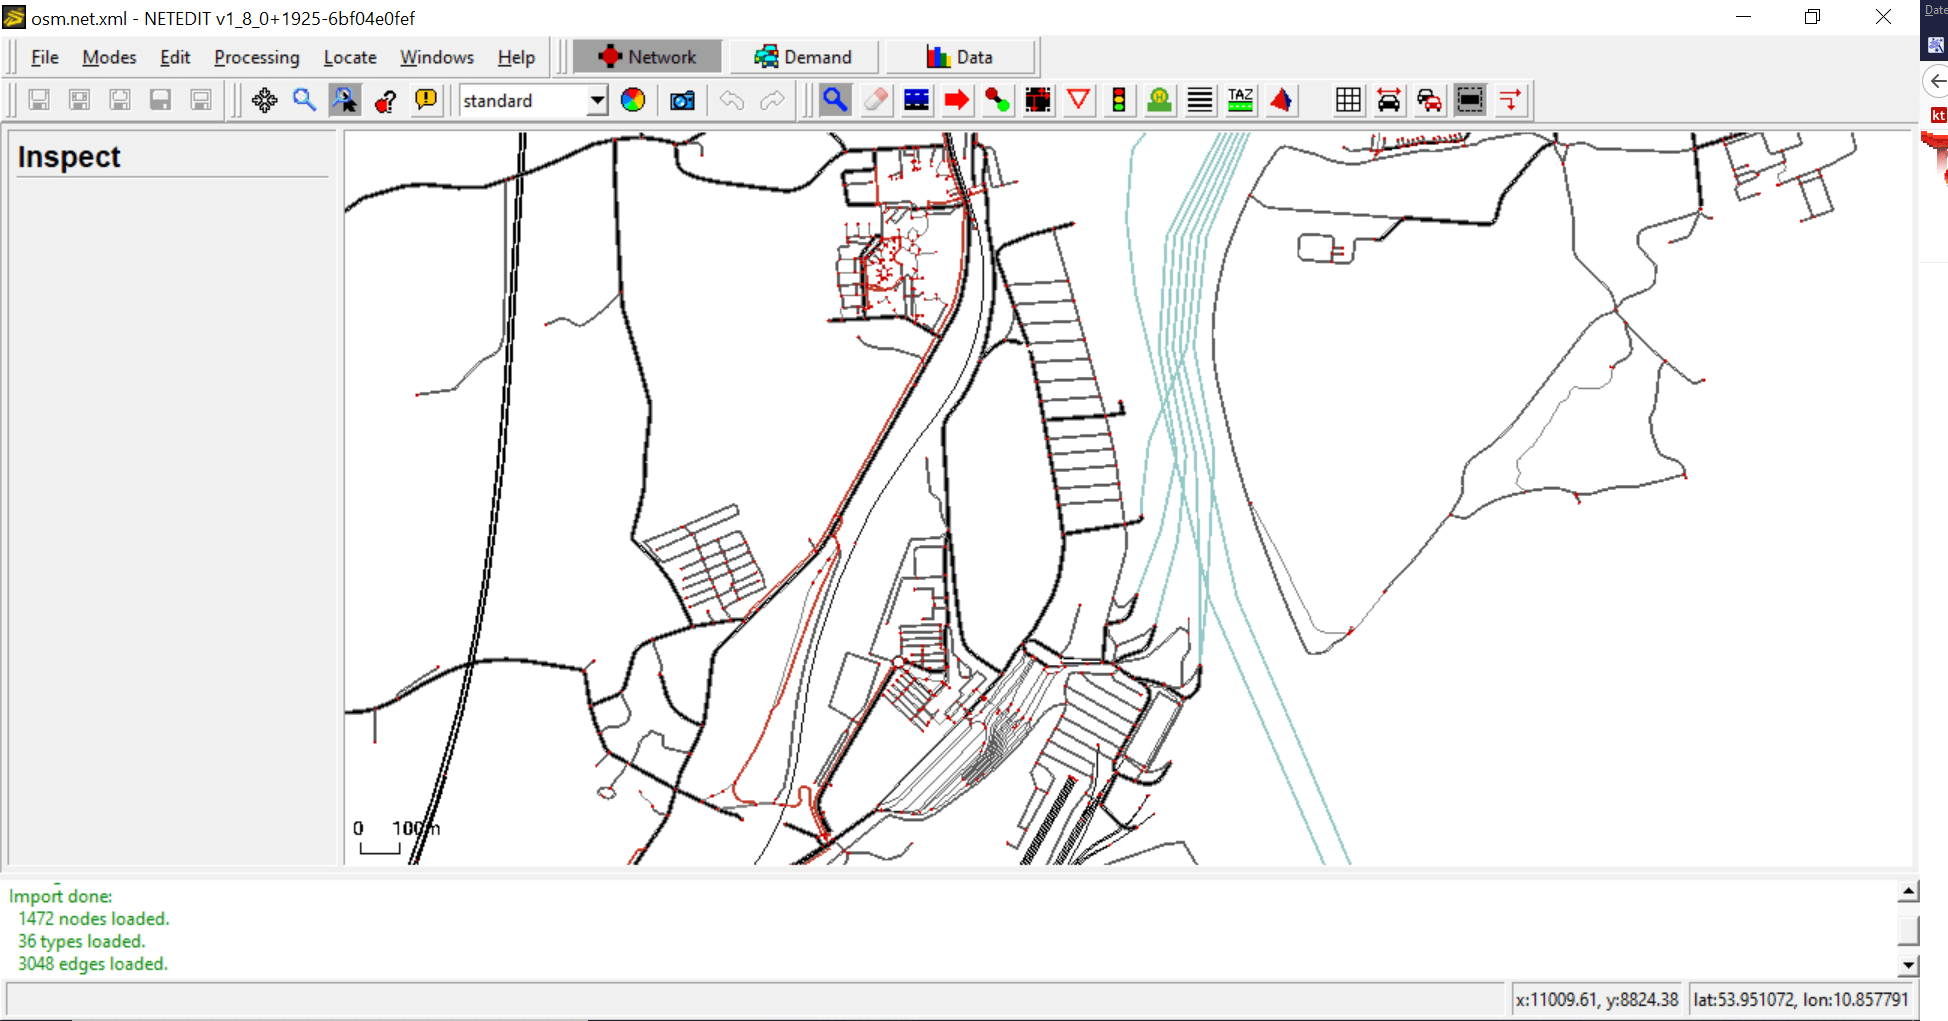 osm.net.xml - NETEDIT v1_8_0+1925-6bf04e0fef
Date
File Modes Edit Processing Locate Windows Help Network Demand Data
standard
TAZ
kt
Inspect
0 100m
Import done:
1472 nodes loaded.
36 types loaded.
3048 edges loaded.
x:11009.61, y:8824.38 lat:53.951072, lon:10.857791